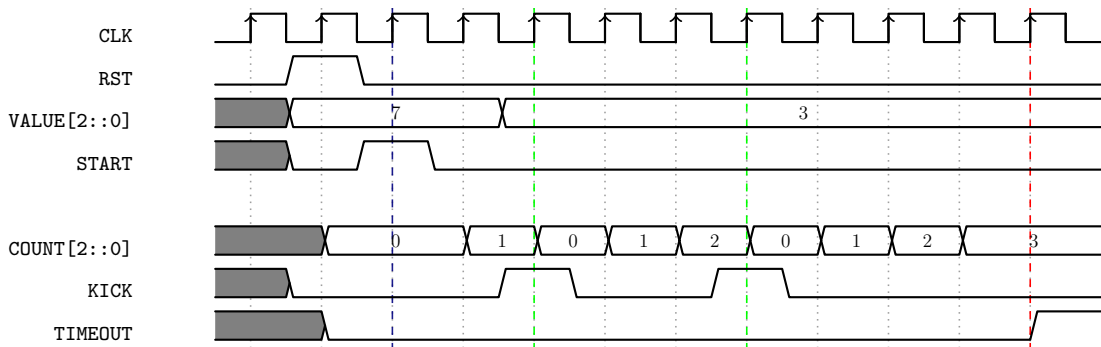 CLK
RST
VALUE[2::0] 7 3
START
COUNT[2::0] 0 1 0 1 2 0 1 2 3
KICK
TIMEOUT